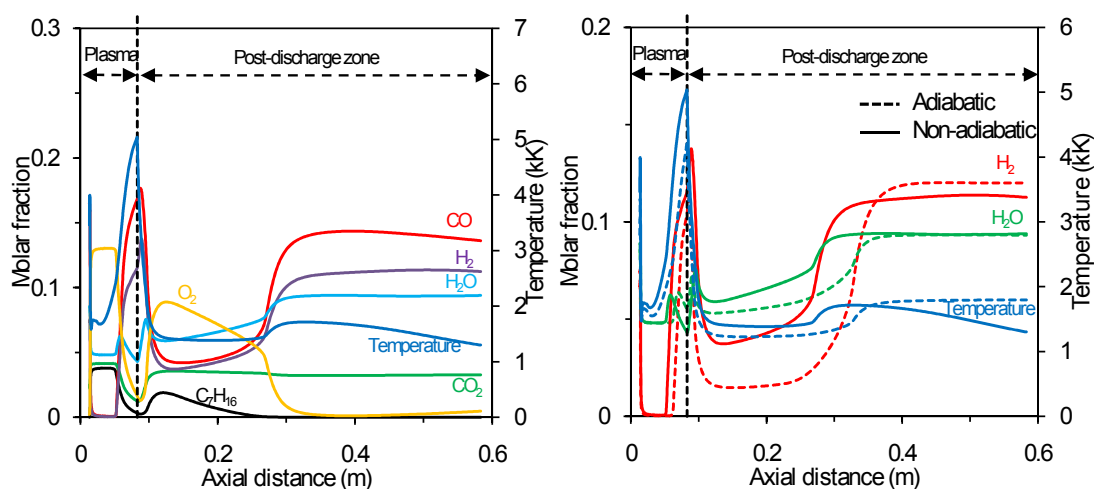 0.3
0.2
0.1
0
Molar fraction
7
6
5
4
3
2
1
0
Temperature (kK)
Plasma
Post-discharge zone
CO
H2
H2O
O2
Temperature
CO2
C7H16
0
0.2
0.4
0.6
Axial distance (m)
0.2
0.1
0
Molar fraction
6
5
4
3
2
1
0
Temperature (kK)
Plasma
Post-discharge zone
Adiabatic
Non-adiabatic
H2
H2O
Temperature
0
0.2
0.4
0.6
Axial distance (m)